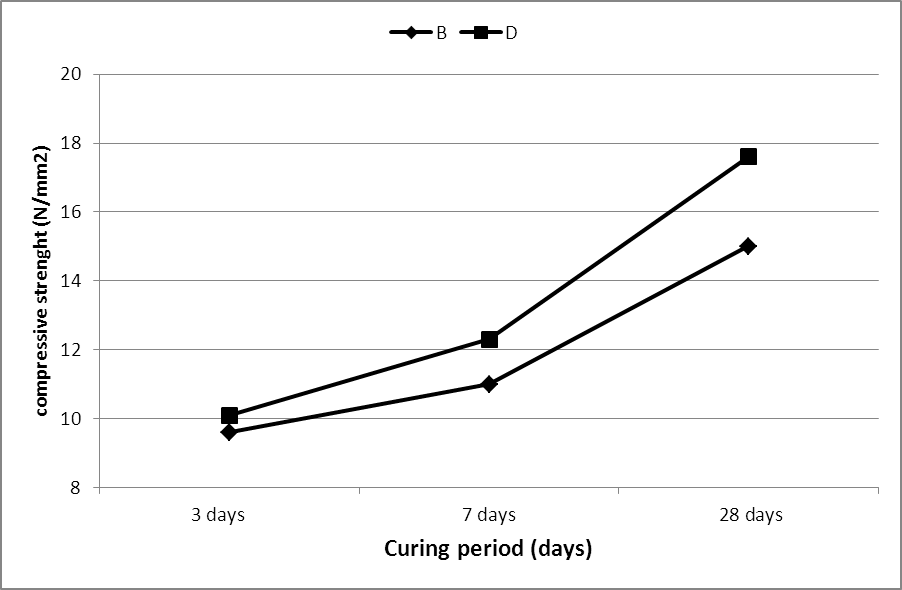 B D
20
18
16
14
12
10
8
compressive strenght (N/mm2)
3 days 7 days 28 days
Curing period (days)